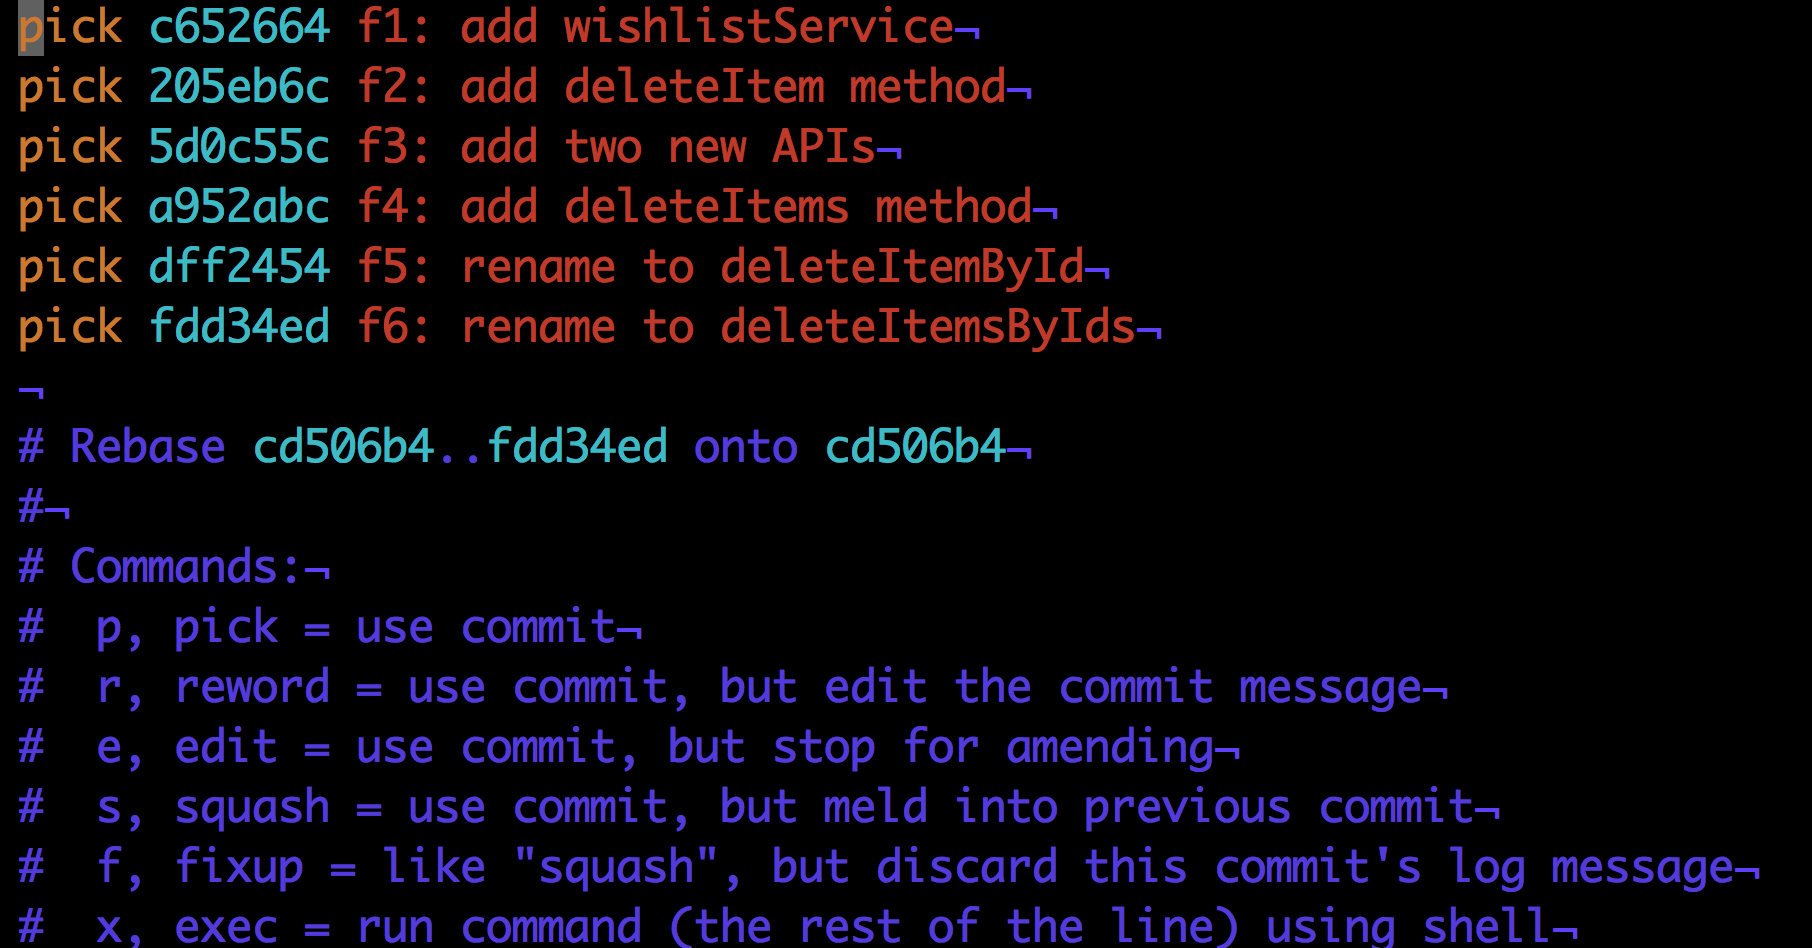 pick c652664 f1: add wishlistService¬
pick 205eb6c f2: add deleteItem method¬
pick 5d0c55c f3: add two new APIs¬
pick a952abc f4: add deleteItems method¬
pick dff2454 f5: rename to deleteItemById¬
pick fdd34ed f6: rename to deleteItemsByIds¬
¬
# Rebase cd506b4..fdd34ed onto cd506b4¬
#¬
# Commands:¬
#  p, pick = use commit¬
#  r, reword = use commit, but edit the commit message¬
#  e, edit = use commit, but stop for amending¬
#  s, squash = use commit, but meld into previous commit¬
#  f, fixup = like "squash", but discard this commit's log message¬
#  x, exec = run command (the rest of the line) using shell¬